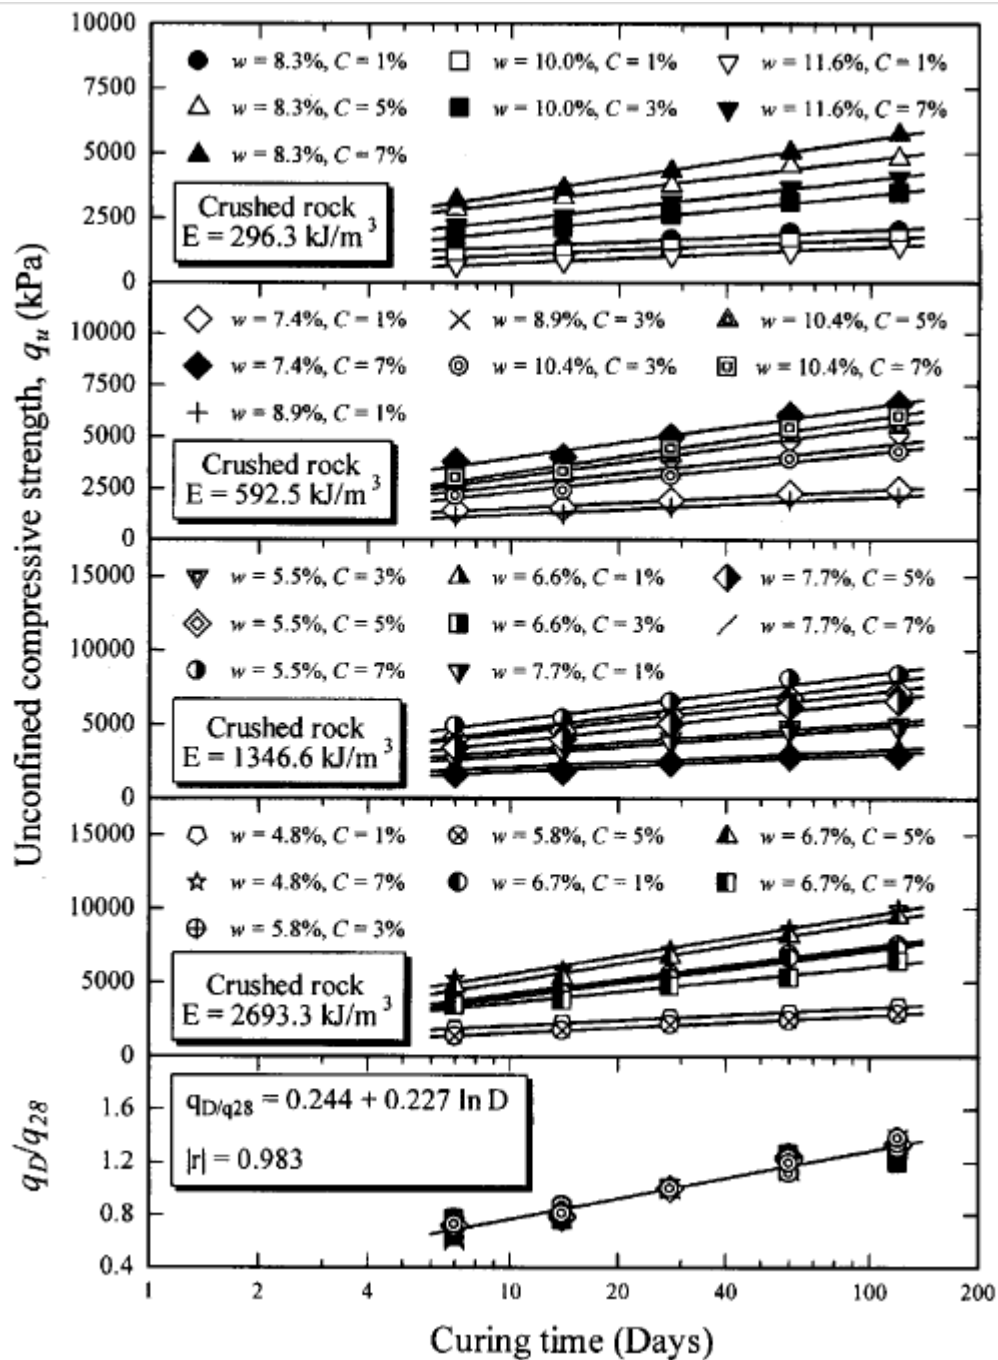 Unconfined compressive strength, qu (kPa)
10000
7500
5000
2500
0
w = 8.3%, C = 1%
w = 10.0%, C = 1%
w = 11.6%, C = 1%
w = 8.3%, C = 5%
w = 10.0%, C = 3%
w = 11.6%, C = 7%
w = 8.3%, C = 7%
Crushed rock
E = 296.3 kJ/m3
10000
7500
5000
2500
0
w = 7.4%, C = 1%
w = 8.9%, C = 3%
w = 10.4%, C = 5%
w = 7.4%, C = 7%
w = 10.4%, C = 3%
w = 10.4%, C = 7%
w = 8.9%, C = 1%
Crushed rock
E = 592.5 kJ/m3
15000
10000
5000
0
w = 5.5%, C = 3%
w = 6.6%, C = 1%
w = 7.7%, C = 5%
w = 5.5%, C = 5%
w = 6.6%, C = 3%
w = 7.7%, C = 7%
w = 5.5%, C = 7%
w = 7.7%, C = 1%
Crushed rock
E = 1346.6 kJ/m3
15000
10000
5000
0
w = 4.8%, C = 1%
w = 5.8%, C = 5%
w = 6.7%, C = 5%
w = 4.8%, C = 7%
w = 6.7%, C = 1%
w = 6.7%, C = 7%
w = 5.8%, C = 3%
Crushed rock
E = 2693.3 kJ/m3
qD/q28
1.6
1.2
0.8
0.4
qD/q28 = 0.244 + 0.227 ln D
|r| = 0.983
1 2 4 6 10 20 40 60 100 200
Curing time (Days)